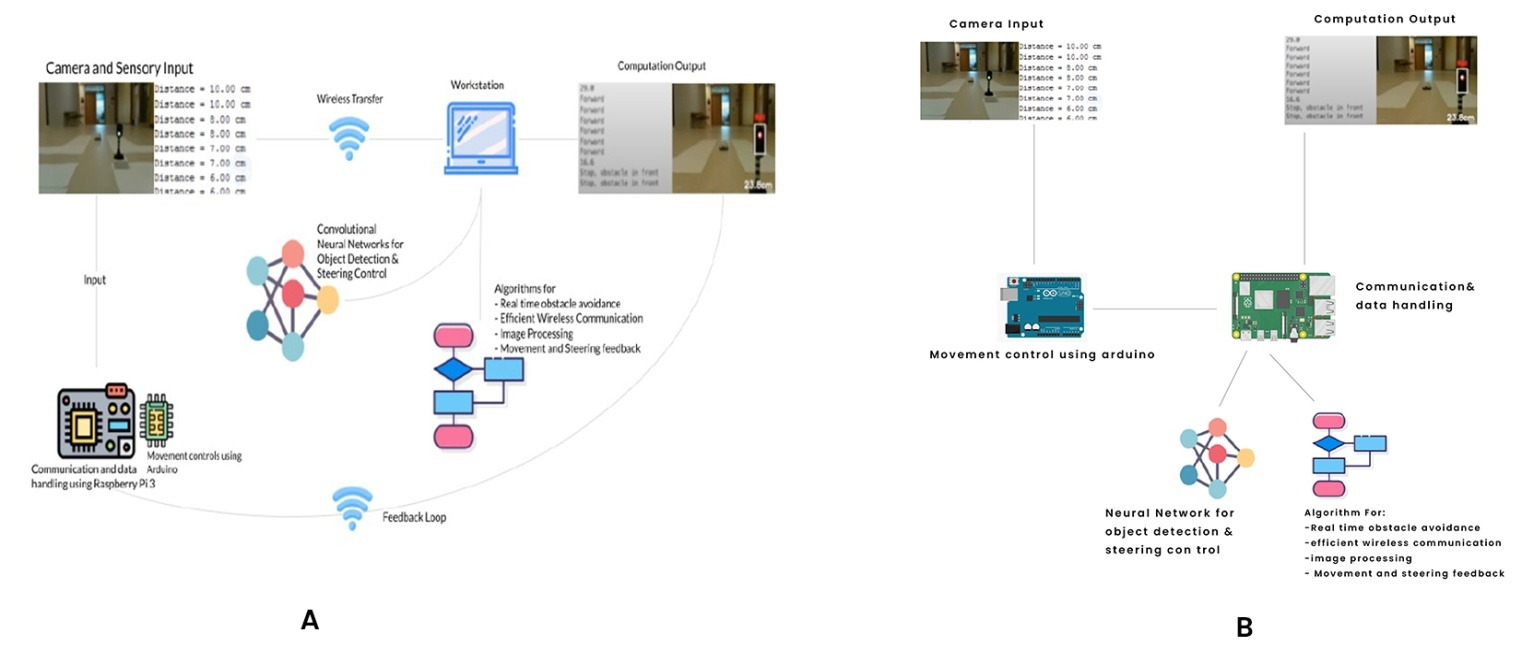 Camera and Sensory Input
Distance = 10.00 cm
Distance = 10.00 cm
Distance = 8.00 cm
Distance = 8.00 cm
Distance = 7.00 cm
Distance = 7.00 cm
Distance = 6.00 cm
Distance = 6.00 cm
Wireless Transfer
Workstation
Computation Output
29.0
Forward
Forward
Forward
Forward
Forward
Forward
16.6
Stop, obstacle in front
Stop, obstacle in front
23.8cm
Convolutional
Neural Networks for
Object Detection &
Steering Control
Input
Algorithms for
- Real time obstacle avoidance
- Efficient Wireless Communication
- Image Processing
- Movement and Steering feedback
Movement controls using
Arduino
Communication and data
handling using Raspberry Pi 3
Feedback Loop
A
Camera Input
Distance = 10.00 cm
Distance = 10.00 cm
Distance = 8.00 cm
Distance = 8.00 cm
Distance = 7.00 cm
Distance = 7.00 cm
Distance = 6.00 cm
Distance = 6.00 cm
Computation Output
29.0
Forward
Forward
Forward
Forward
Forward
Forward
16.6
Stop, obstacle in front
Stop, obstacle in front
23.8cm
Communication&
data handling
Movement control using arduino
Neural Network for
object detection &
steering con trol
Algorithm For:
-Real time obstacle avoidance
-efficient wireless communication
-image processing
- Movement and steering feedback
B